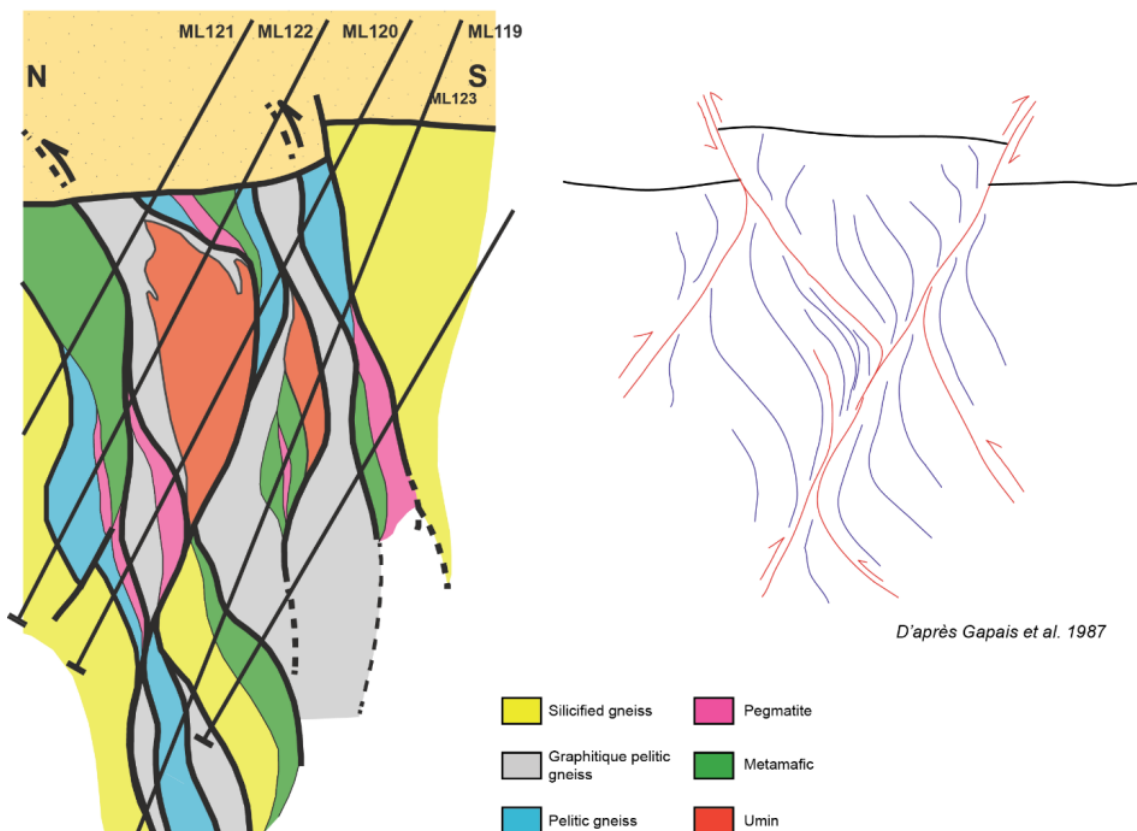 ML121 ML122 ML120 ML119
N S
ML123
D'après Gapais et al. 1987
Silicified gneiss
Pegmatite
Graphitique pelitic
gneiss
Metamafic
Pelitic gneiss
Umin